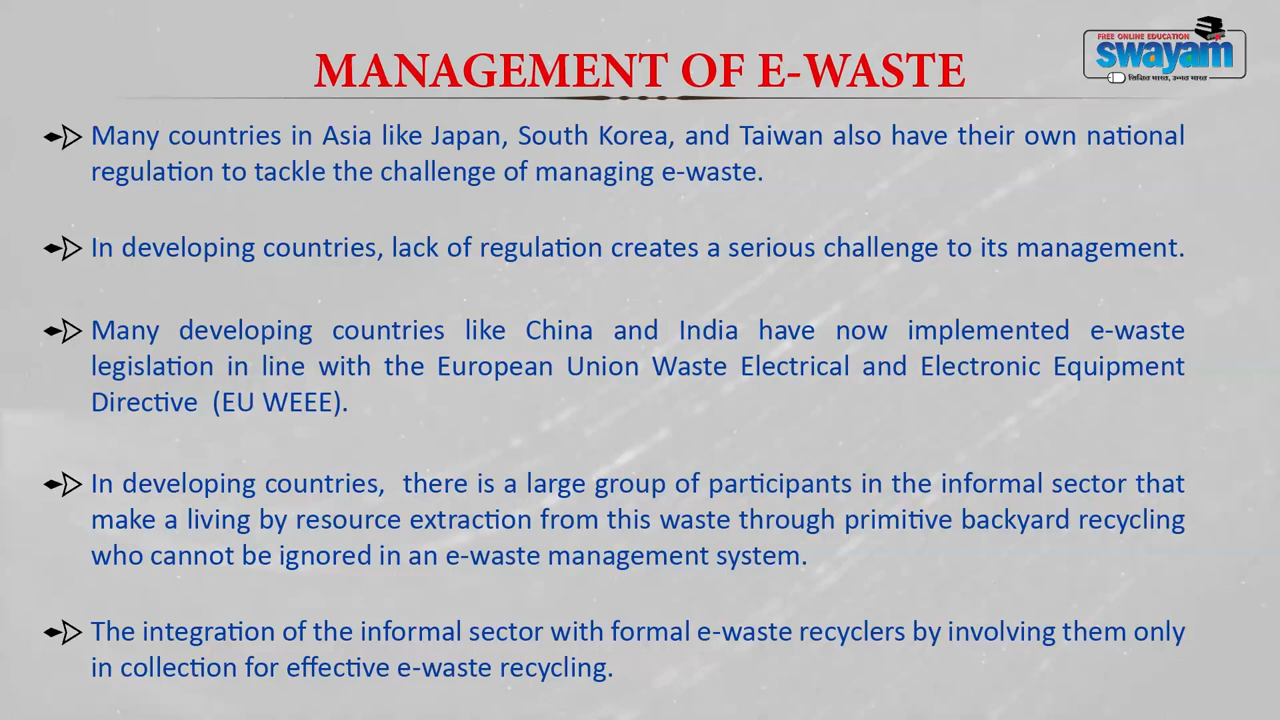 FREE ONLINE EDUCATION
swayam
शिक्षित भारत, उन्नत भारत
MANAGEMENT OF E-WASTE
Many countries in Asia like Japan, South Korea, and Taiwan also have their own national
regulation to tackle the challenge of managing e-waste.
In developing countries, lack of regulation creates a serious challenge to its management.
Many developing countries like China and India have now implemented e-waste
legislation in line with the European Union Waste Electrical and Electronic Equipment
Directive (EU WEEE).
In developing countries, there is a large group of participants in the informal sector that
make a living by resource extraction from this waste through primitive backyard recycling
who cannot be ignored in an e-waste management system.
The integration of the informal sector with formal e-waste recyclers by involving them only
in collection for effective e-waste recycling.